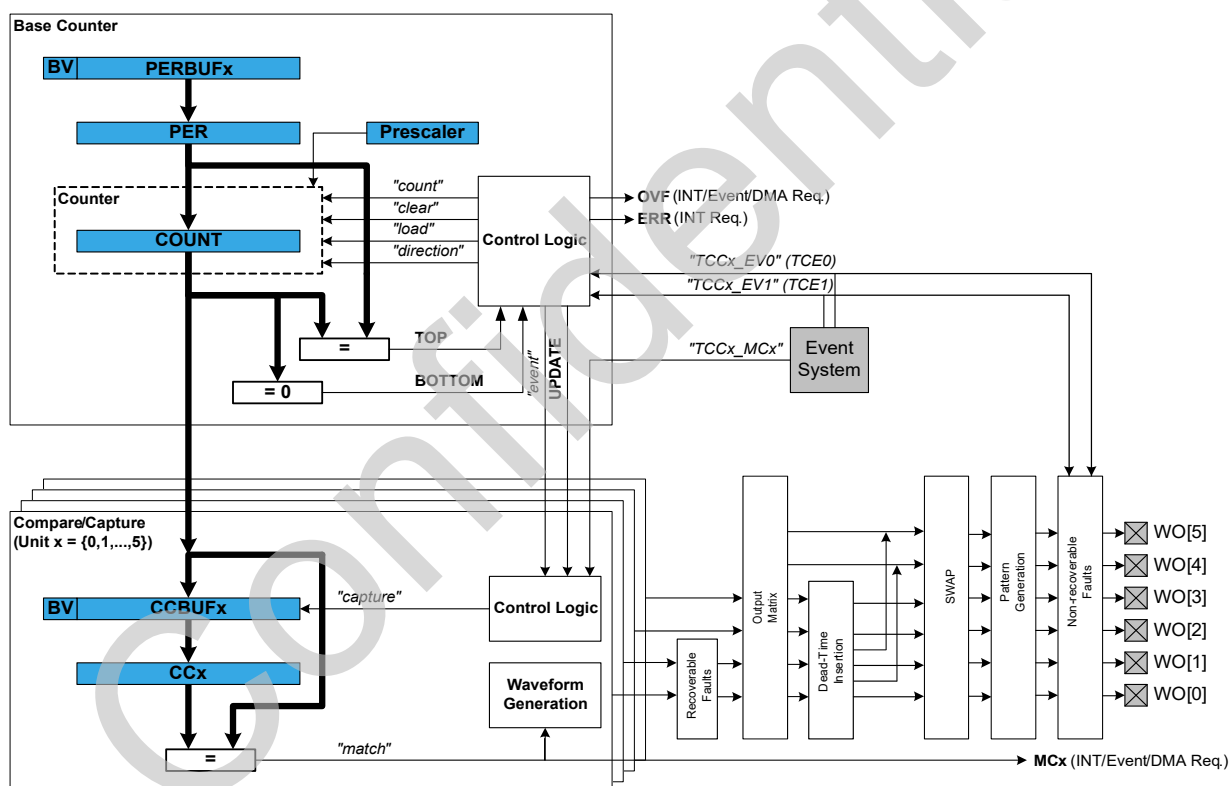 Base Counter
BV PERBUFx
PER
Prescaler
Counter
COUNT
"count"
"clear"
"load"
"direction"
Control Logic
OVF (INT/Event/DMA Req.)
ERR (INT Req.)
"TCCx_EV0" (TCE0)
"TCCx_EV1" (TCE1)
"TCCx_MCx"
Event
System
=
TOP
= 0
BOTTOM
"event"
UPDATE
Compare/Capture
(Unit x = {0,1,...,5})
BV CCBUFx
"capture"
Control Logic
CCx
Waveform
Generation
=
"match"
Recoverable
Faults
Output
Matrix
Dead-Time
Insertion
SWAP
Pattern
Generation
Non-recoverable
Faults
WO[5]
WO[4]
WO[3]
WO[2]
WO[1]
WO[0]
MCx (INT/Event/DMA Req.)
Confidenti